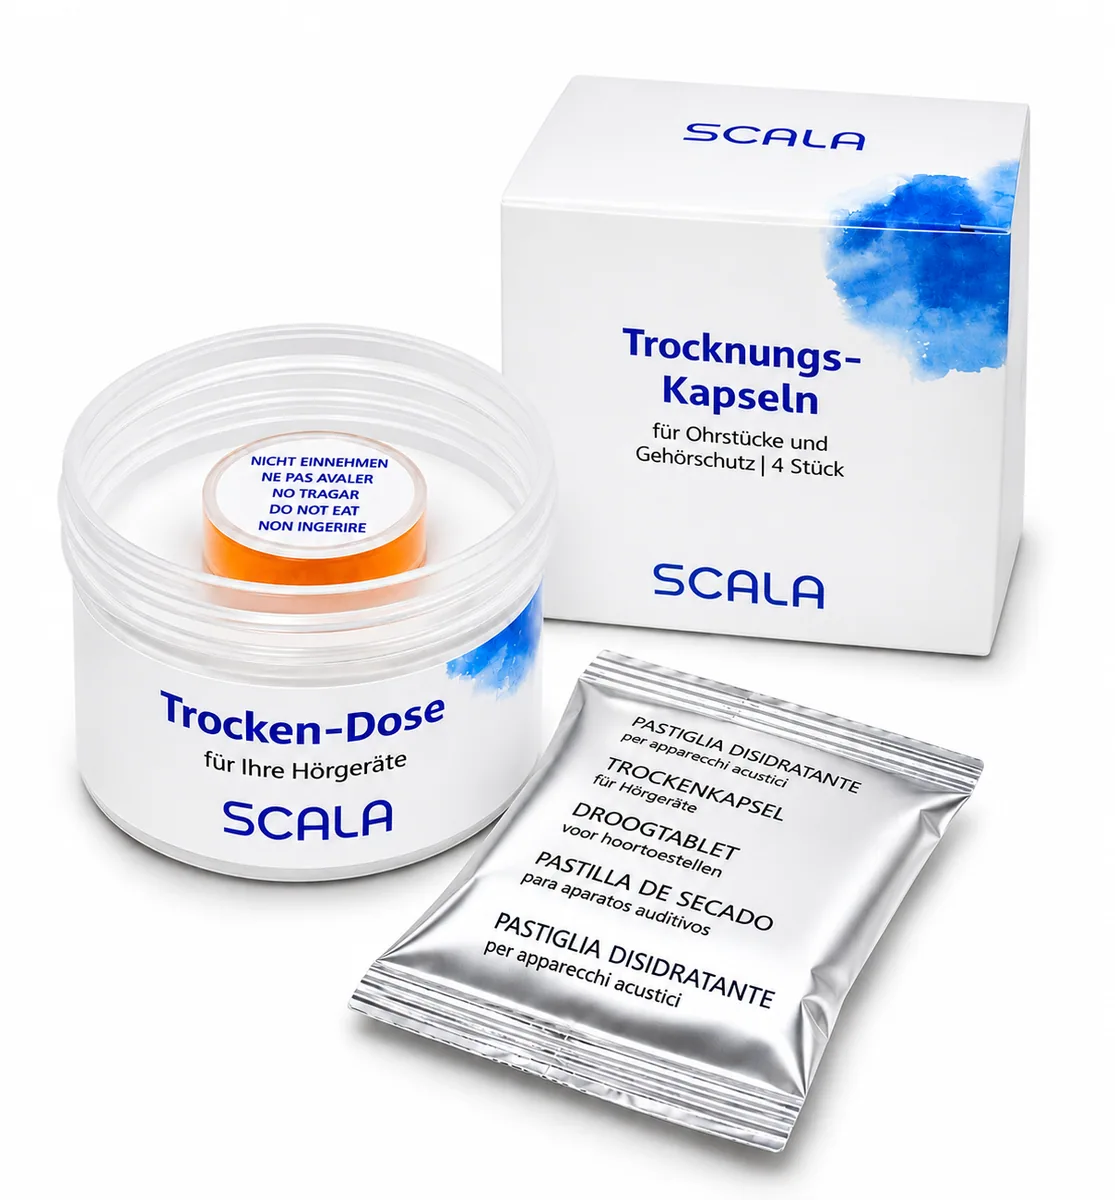 SCALA
Trocknungs-
Kapseln
für Ohrstücke und
Gehörschutz | 4 Stück
SCALA
NICHT EINNEHMEN
NE PAS AVALER
NO TRAGAR
DO NOT EAT
NON INGERIRE
Trocken-Dose
für Ihre Hörgeräte
SCALA
PASTIGLIA DISIDRATANTE
per apparecchi acustici
TROCKENKAPSEL
für Hörgeräte
DROOGTABLET
voor hoortoestellen
PASTILLA DE SECADO
para aparatos auditivos
PASTIGLIA DISIDRATANTE
per apparecchi acustici